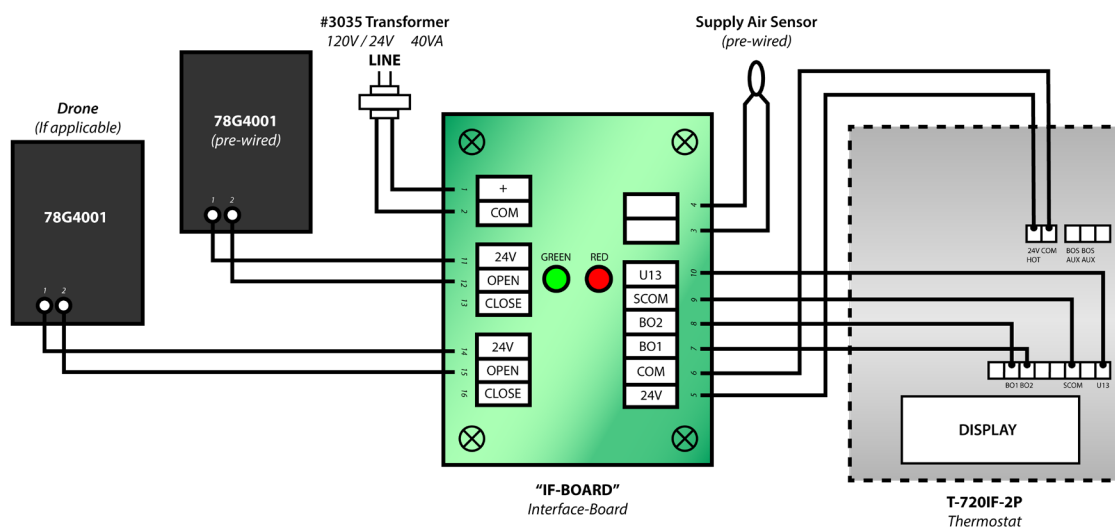 #3035 Transformer
120V / 24V 40VA
LINE
Supply Air Sensor
(pre-wired)
Drone
(If applicable)
78G4001
(pre-wired)
78G4001
1 2
1 2
1
2
+
COM
11
12
13
24V
OPEN
CLOSE
14
15
16
24V
OPEN
CLOSE
GREEN
RED
4
3
U13
SCOM
BO2
BO1
COM
24V
10
9
8
7
6
5
24V COM
HOT
BOS BOS
AUX AUX
BO1 BO2
SCOM
U13
DISPLAY
"IF-BOARD"
Interface-Board
T-720IF-2P
Thermostat